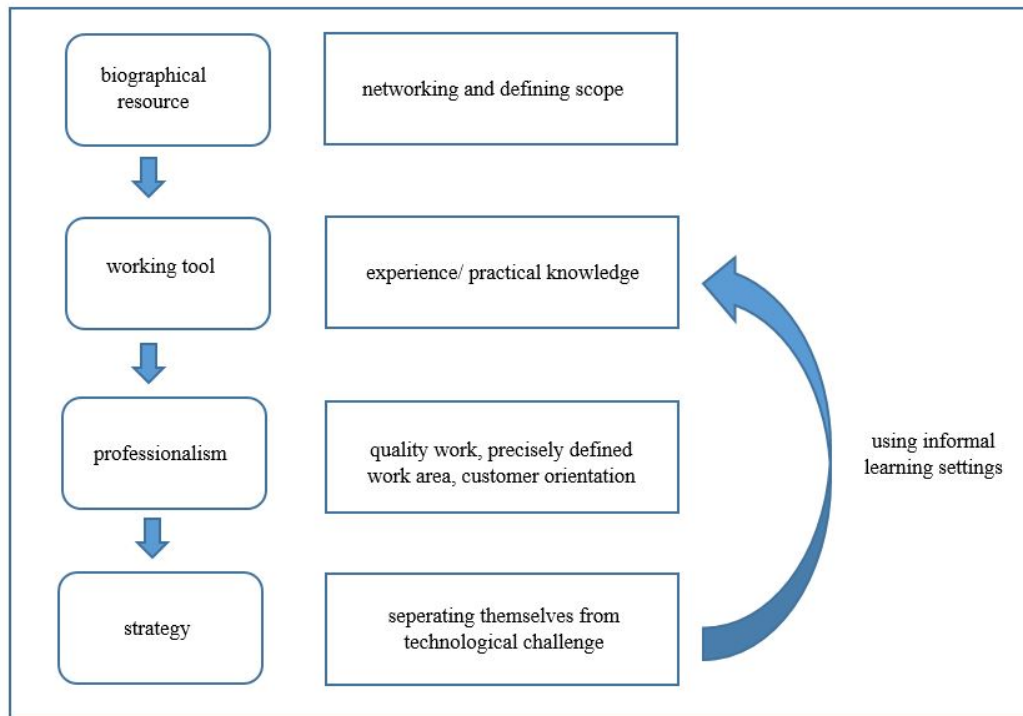 biographical
resource
networking and defining scope
working tool
experience/ practical knowledge
professionalism
quality work, precisely defined
work area, customer orientation
using informal
learning settings
strategy
seperating themselves from
technological challenge